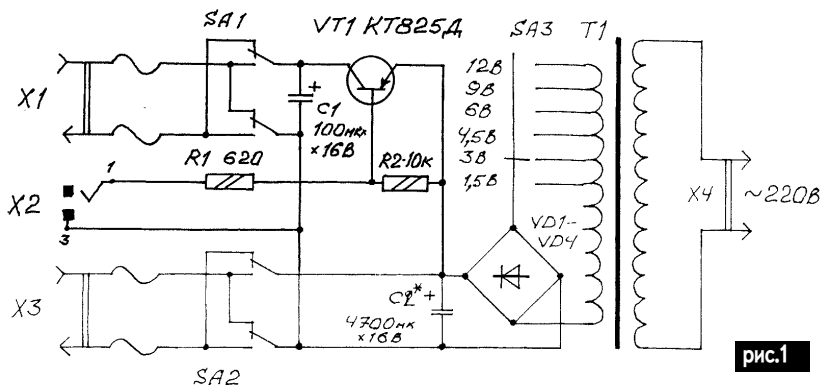 SA1
VT1 КТ825Д
SA3
T1
X1
+
C1
100мк
×16В
12В
9В
6В
4,5В
3В
1,5В
R1 620
R2 10к
1
X2
3
X4
~220В
VD1-
VD4
X3
C2* +
4700мк
×16В
SA2
рис.1